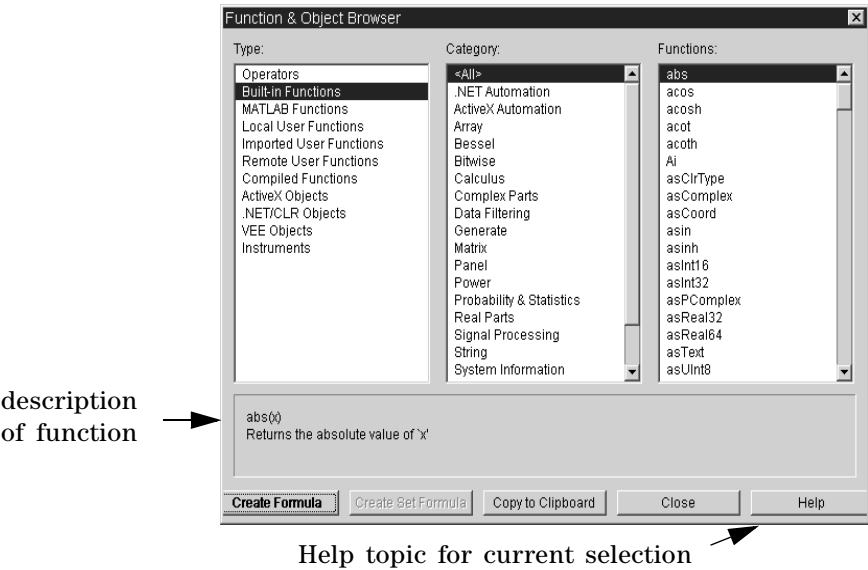 Function & Object Browser
Type:
Operators
Built-in Functions
MATLAB Functions
Local User Functions
Imported User Functions
Remote User Functions
Compiled Functions
ActiveX Objects
.NET/CLR Objects
VEE Objects
Instruments
Category:
<All>
.NET Automation
ActiveX Automation
Array
Bessel
Bitwise
Calculus
Complex Parts
Data Filtering
Generate
Matrix
Panel
Power
Probability & Statistics
Real Parts
Signal Processing
String
System Information
Functions:
abs
acos
acosh
acot
acoth
Ai
asClrType
asComplex
asCoord
asin
asinh
asInt16
asInt32
asPComplex
asReal32
asReal64
asText
asUInt8
description
of function
abs(x)
Returns the absolute value of `x'
Create Formula
Create Set Formula
Copy to Clipboard
Close
Help
Help topic for current selection